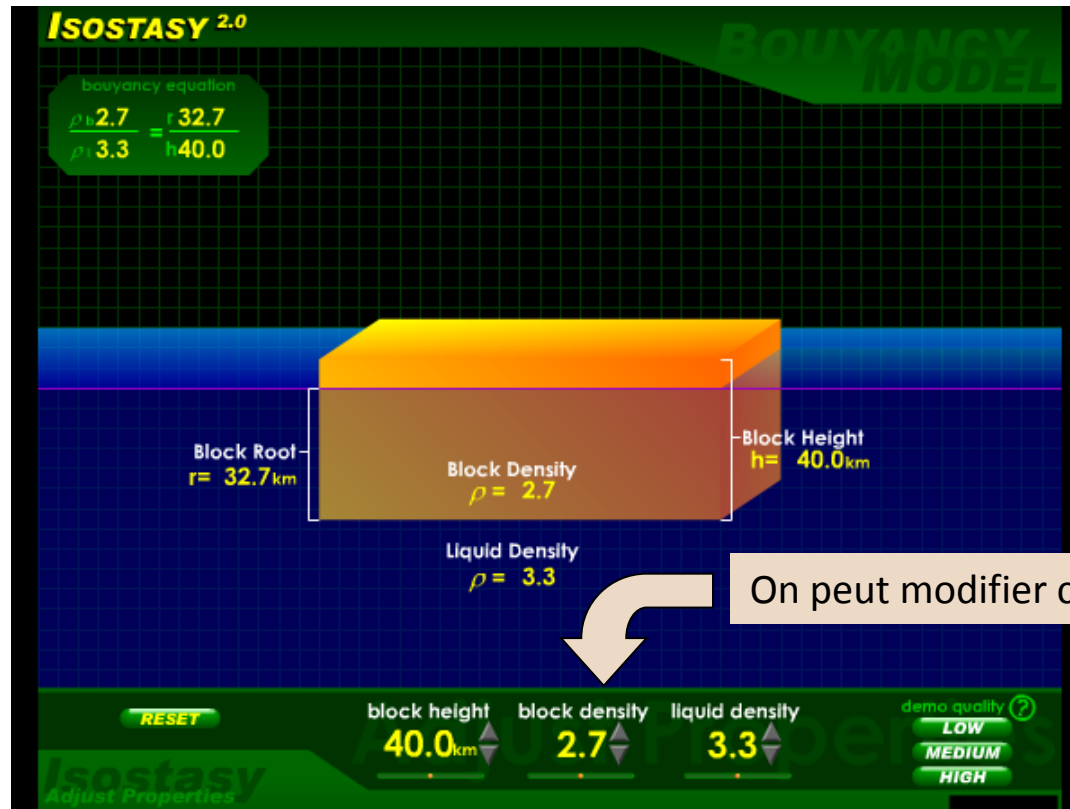 ISOSTASY 2.0
BOUYANCY
MODEL
bouyancy equation
ρb 2.7 = r 32.7
ρl 3.3 h 40.0
Block Root
r= 32.7km
Block Height
h= 40.0km
Block Density
ρ = 2.7
Liquid Density
ρ = 3.3
On peut modifier
RESET
block height
40.0km
block density
2.7
liquid density
3.3
demo quality ?
LOW
MEDIUM
HIGH
Isostasy
Adjust Properties
Adjust Properties